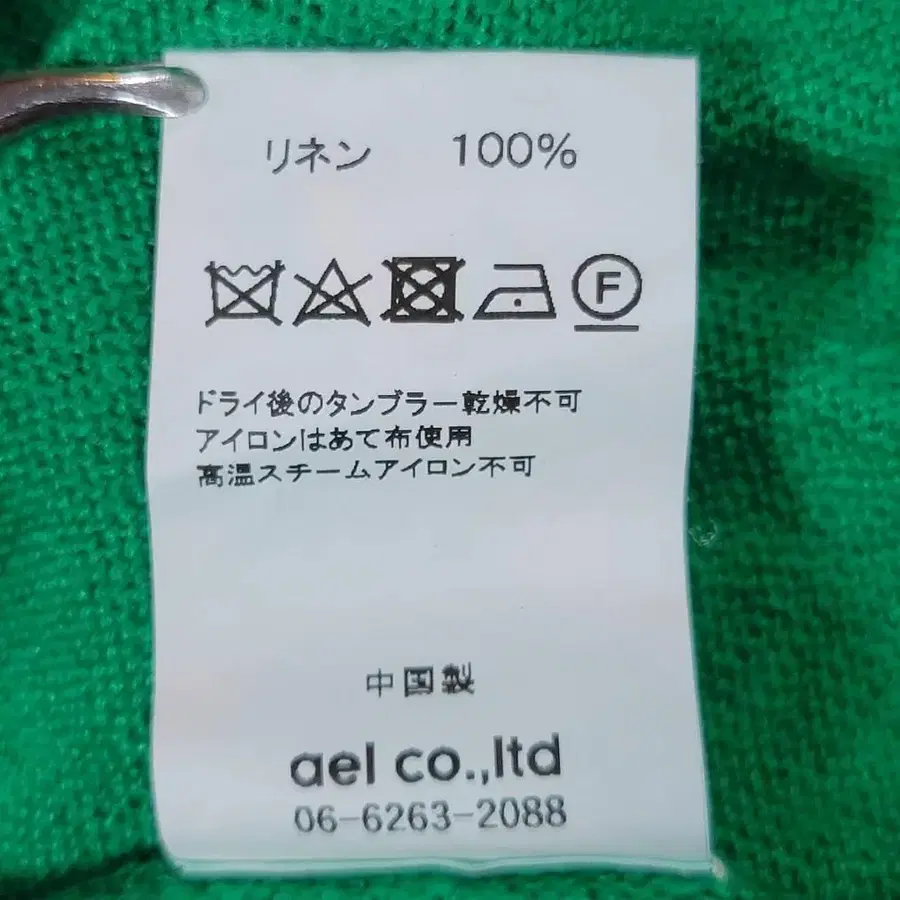 リネン 100%
F
ドライ後のタンブラー乾燥不可
アイロンはあて布使用
高温スチームアイロン不可
中国製
ael co.,ltd
06-6263-2088